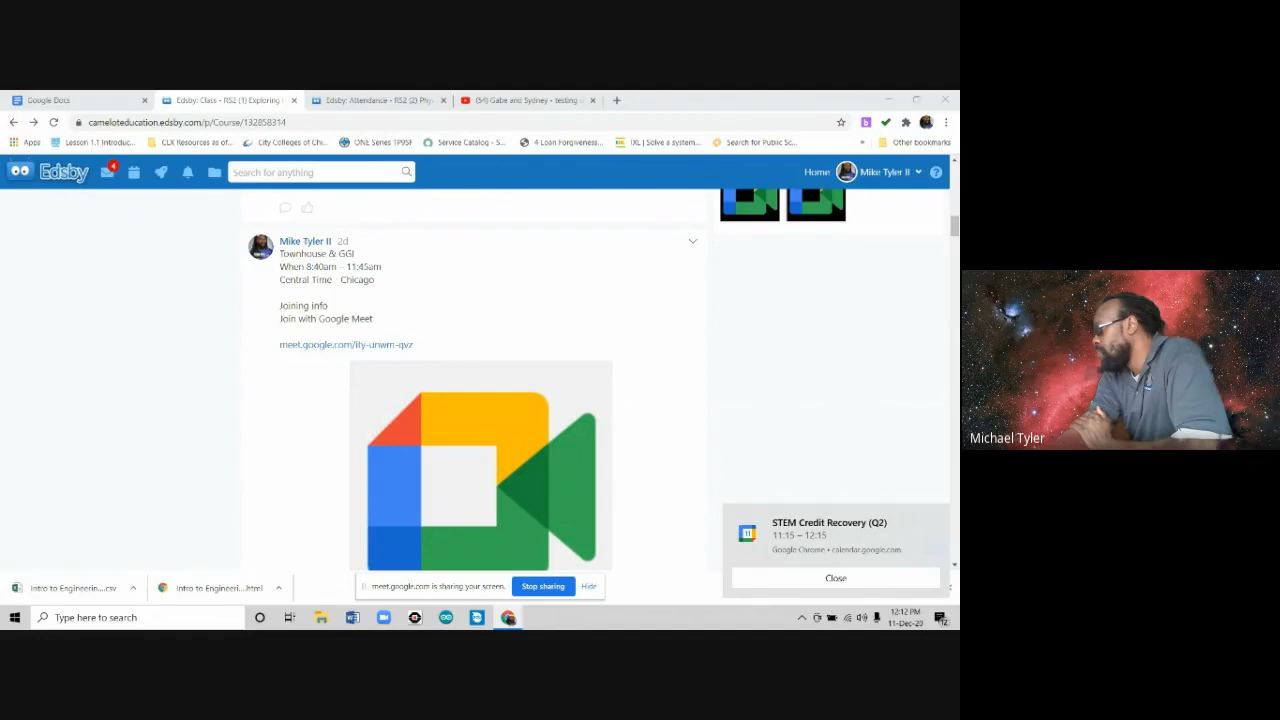 Google Docs
Edsby: Class - RS2 (1) Exploring
Edsby: Attendance - RS2 (2) Phy
(54) Gabe and Sydney - testing
cameloteducation.edsby.com/p/Course/132858314
Apps
Lesson 1.1 Introduc...
CLX Resources as of...
City Colleges of Chi...
ONE Series TP9SF
Service Catalog - S...
4 Loan Forgiveness...
IXL | Solve a system...
Search for Public Sc...
Other bookmarks
Edsby
4
Search for anything
Home
Mike Tyler II
Mike Tyler II 2d
Townhouse & GGI
When 8:40am – 11:45am
Central Time - Chicago
Joining info
Join with Google Meet
meet.google.com/ity-unwm-qvz
Michael Tyler
STEM Credit Recovery (Q2)
11:15 – 12:15
Google Chrome • calendar.google.com
Close
Intro to Engineerin....csv
Intro to Engineeri....html
meet.google.com is sharing your screen.
Stop sharing
Hide
Type here to search
12:12 PM
11-Dec-20